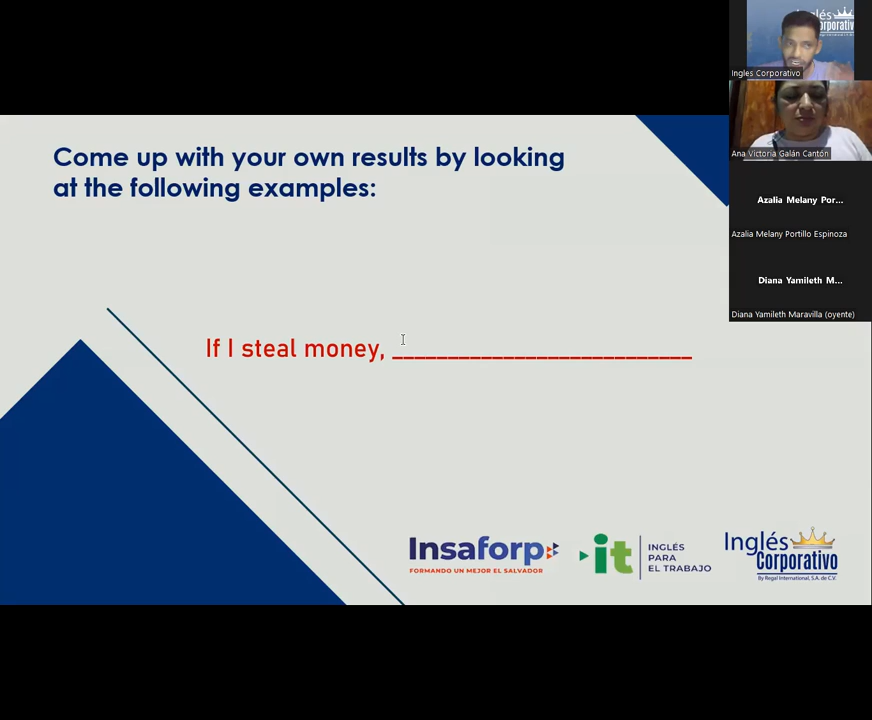 Inglés
Corporativo
Ingles Corporativo
Ana Victoria Galán Cantón
Azalia Melany Por...
Azalia Melany Portillo Espinoza
Diana Yamileth M...
Diana Yamileth Maravilla (oyente)
Come up with your own results by looking
at the following examples:
If I steal money, ___________________________
Insaforp
FORMANDO UN MEJOR EL SALVADOR
it
INGLÉS
PARA
EL TRABAJO
Inglés
Corporativo
By Regal International, S.A. de C.V.